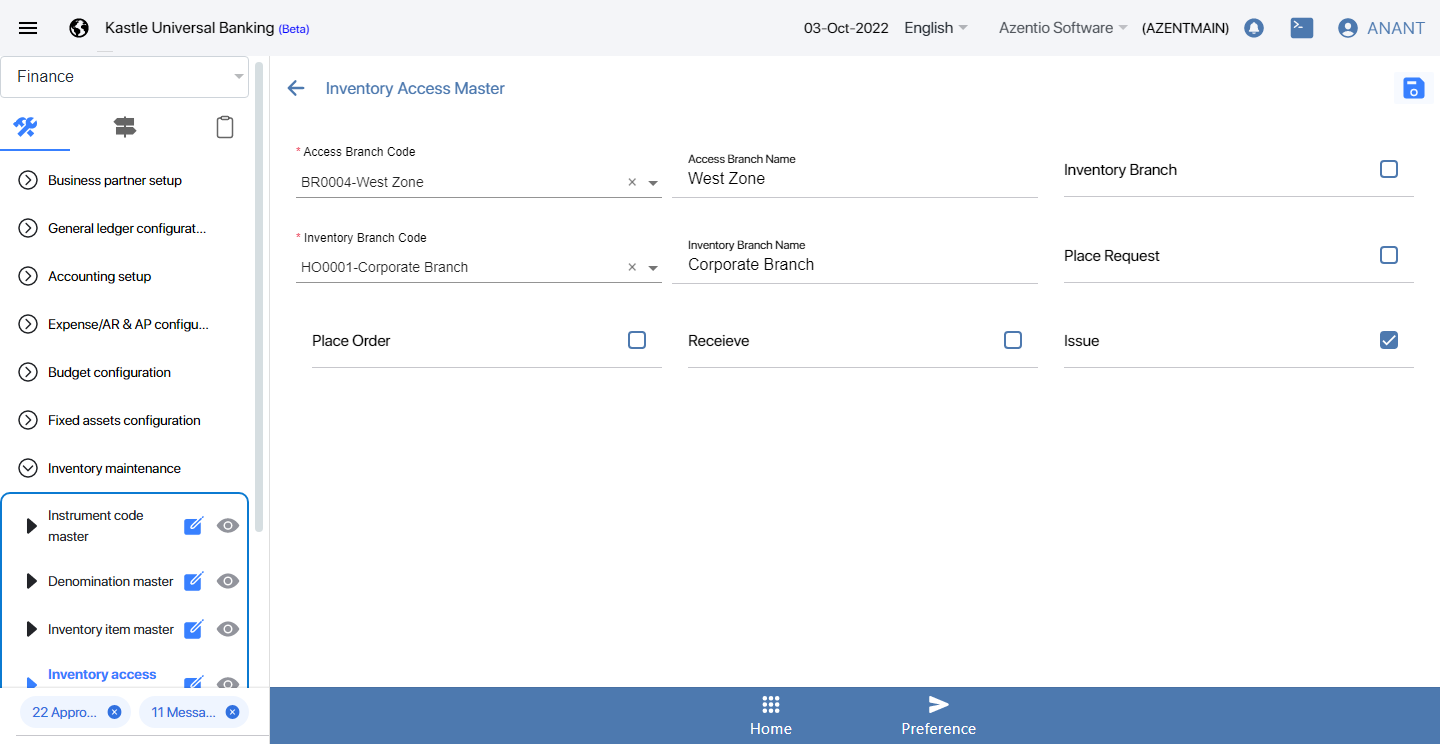 Kastle Universal Banking (Beta)
03-Oct-2022
English
Azentio Software
(AZENTMAIN)
ANANT
Finance
Business partner setup
General ledger configurat...
Accounting setup
Expense/AR & AP configu...
Budget configuration
Fixed assets configuration
Inventory maintenance
Instrument code
master
Denomination master
Inventory item master
Inventory access
22 Appro...
11 Messa...
Inventory Access Master
* Access Branch Code
BR0004-West Zone
Access Branch Name
West Zone
Inventory Branch
* Inventory Branch Code
HO0001-Corporate Branch
Inventory Branch Name
Corporate Branch
Place Request
Place Order
Receieve
Issue
Home
Preference